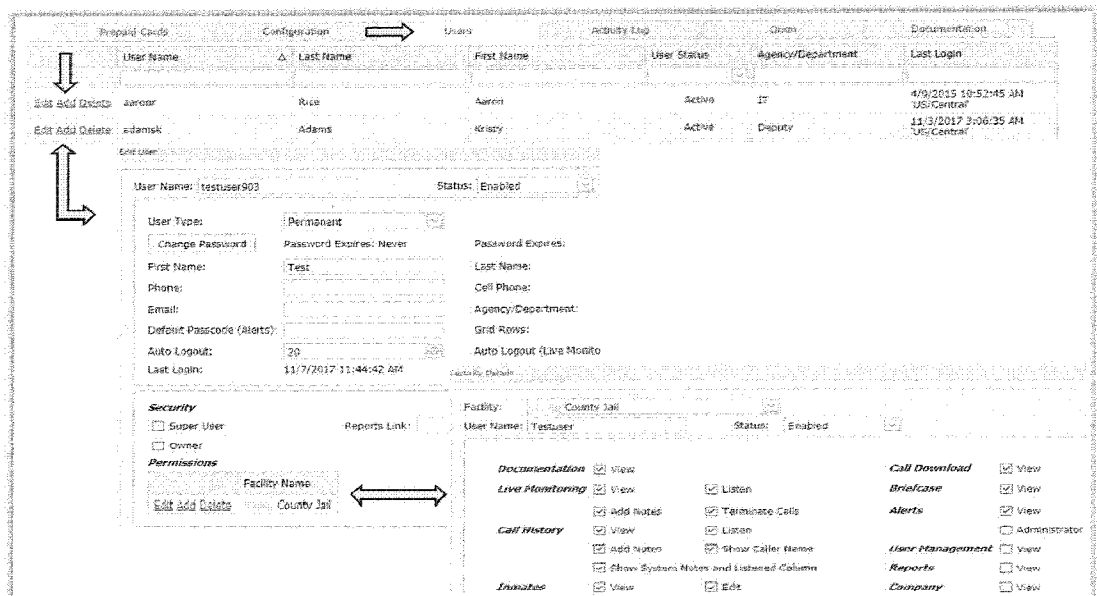 Prepaid Cards Configuration Users Activity Log Documentation
User Name Last Name First Name User Status Agency/Department Last Login
Edit Add Delete aaronr Rice Aaron Active IT 4/9/2015 10:52:45 AM
'US/Central'
Edit Add Delete adamsk Adams Kristy Active Deputy 11/3/2017 3:06:35 AM
'US/Central'
Edit User
User Name: testuser903 Status: Enabled
User Type: Permanent
Change Password Password Expires: Never Password Expires:
First Name: Test Last Name:
Phone: Cell Phone:
Email: Agency/Department:
Default Passcode (Alerts): Grid Rows:
Auto Logout: 20 Auto Logout (Live Monito
Last Login: 11/7/2017 11:44:42 AM
Security Details
Security
Super User Reports Link:
Owner
Permissions
Facility Name
Edit Add Delete County Jail
Facility: County Jail
User Name: Testuser Status: Enabled
Documentation View Call Download View
Live Monitoring View Listen Briefcase View
Add Notes Terminate Calls Alerts View
Call History View Listen Administrator
Add Notes Show Caller Name User Management View
Show System Notes and Listened Column Reports View
Inmates View Edit Company View